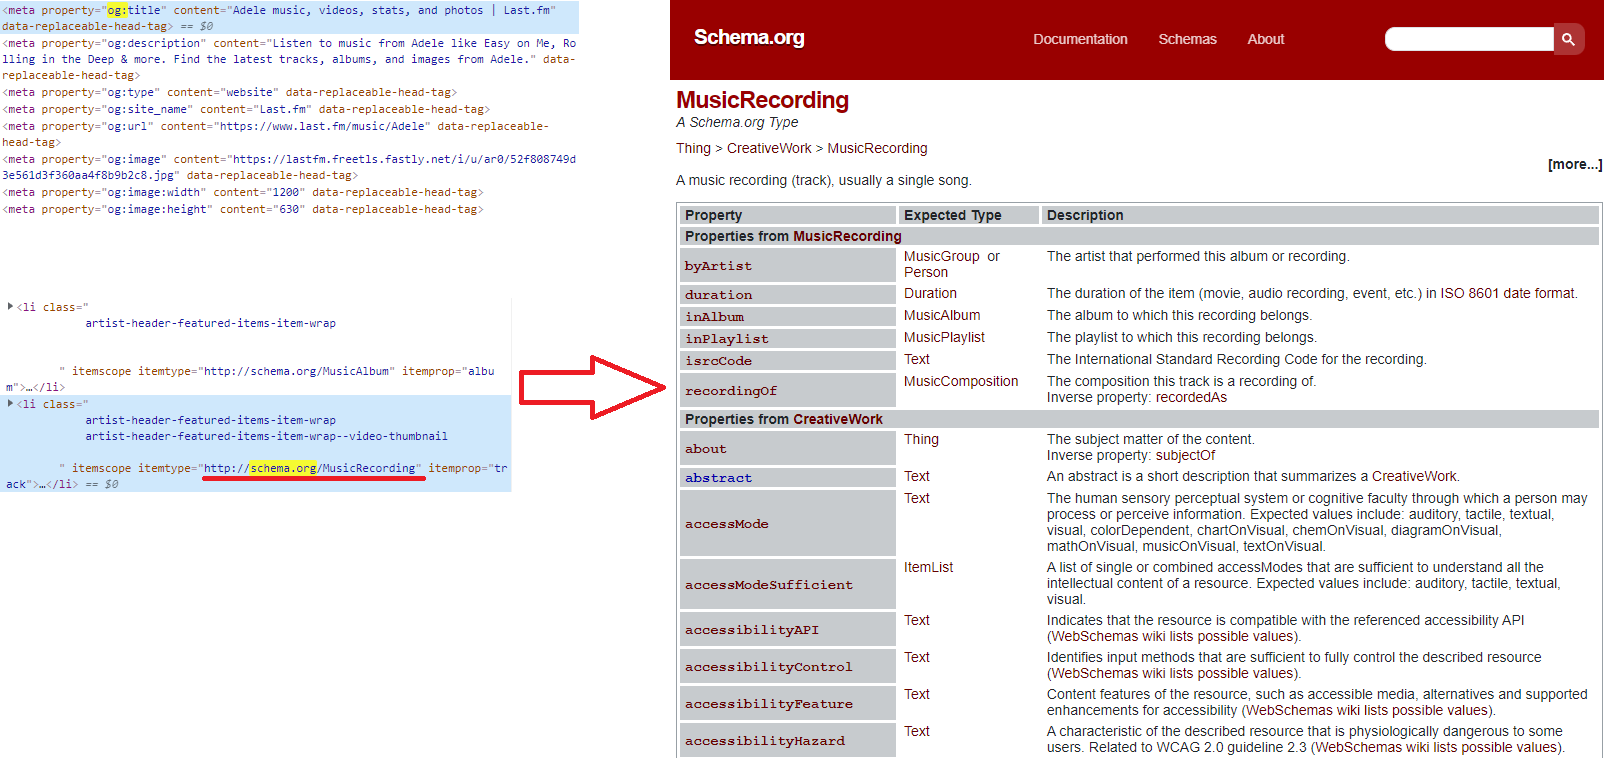 <meta property="og:title" content="Adele music, videos, stats, and photos | Last.fm"
data-replaceable-head-tag> == $0
<meta property="og:description" content="Listen to music from Adele like Easy on Me, Ro
lling in the Deep & more. Find the latest tracks, albums, and images from Adele." data-
replaceable-head-tag>
<meta property="og:type" content="website" data-replaceable-head-tag>
<meta property="og:site_name" content="Last.fm" data-replaceable-head-tag>
<meta property="og:url" content="https://www.last.fm/music/Adele" data-replaceable-
head-tag>
<meta property="og:image" content="https://lastfm.freetls.fastly.net/i/u/ar0/52f808749d
3e561d3f360aa4f8b9b2c8.jpg" data-replaceable-head-tag>
<meta property="og:image:width" content="1200" data-replaceable-head-tag>
<meta property="og:image:height" content="630" data-replaceable-head-tag>
<li class="
artist-header-featured-items-item-wrap
" itemscope itemtype="http://schema.org/MusicAlbum" itemprop="albu
m">…</li>
<li class="
artist-header-featured-items-item-wrap
artist-header-featured-items-item-wrap--video-thumbnail
" itemscope itemtype="http://schema.org/MusicRecording" itemprop="tr
ack">…</li> == $0
Schema.org Documentation Schemas About
MusicRecording
A Schema.org Type
Thing > CreativeWork > MusicRecording
[more...]
A music recording (track), usually a single song.
Property Expected Type Description
Properties from MusicRecording
byArtist MusicGroup or The artist that performed this album or recording.
Person
duration Duration The duration of the item (movie, audio recording, event, etc.) in ISO 8601 date format.
inAlbum MusicAlbum The album to which this recording belongs.
inPlaylist MusicPlaylist The playlist to which this recording belongs.
isrcCode Text The International Standard Recording Code for the recording.
recordingOf MusicComposition The composition this track is a recording of.
Inverse property: recordedAs
Properties from CreativeWork
about Thing The subject matter of the content.
Inverse property: subjectOf
abstract Text An abstract is a short description that summarizes a CreativeWork.
accessMode Text The human sensory perceptual system or cognitive faculty through which a person may
process or perceive information. Expected values include: auditory, tactile, textual,
visual, colorDependent, chartOnVisual, chemOnVisual, diagramOnVisual,
mathOnVisual, musicOnVisual, textOnVisual.
accessModeSufficient ItemList A list of single or combined accessModes that are sufficient to understand all the
intellectual content of a resource. Expected values include: auditory, tactile, textual,
visual.
accessibilityAPI Text Indicates that the resource is compatible with the referenced accessibility API
(WebSchemas wiki lists possible values).
accessibilityControl Text Identifies input methods that are sufficient to fully control the described resource
(WebSchemas wiki lists possible values).
accessibilityFeature Text Content features of the resource, such as accessible media, alternatives and supported
enhancements for accessibility (WebSchemas wiki lists possible values).
accessibilityHazard Text A characteristic of the described resource that is physiologically dangerous to some
users. Related to WCAG 2.0 guideline 2.3 (WebSchemas wiki lists possible values).